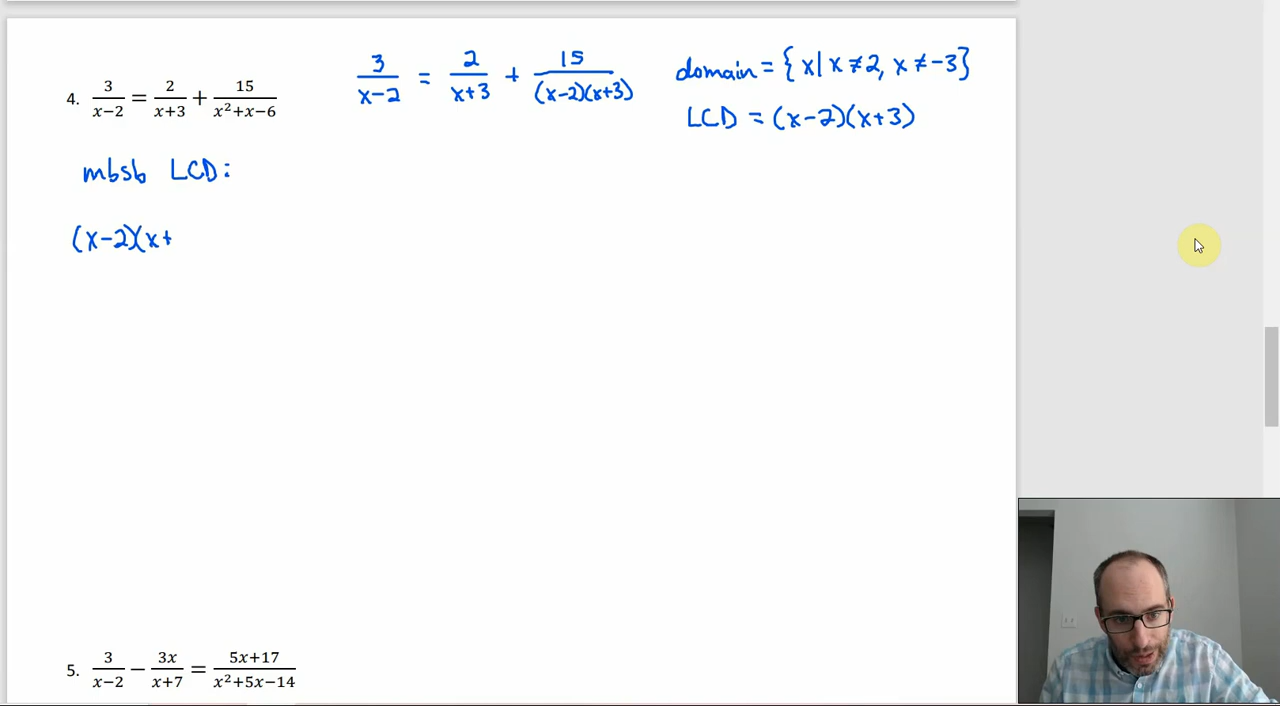 4. 3/(x−2) = 2/(x+3) + 15/(x²+x−6)
3/(x-2) = 2/(x+3) + 15/((x-2)(x+3))
domain = {x | x ≠ 2, x ≠ -3}
LCD = (x-2)(x+3)
mbsb LCD:
(x-2)(x+
5. 3/(x−2) − 3x/(x+7) = (5x+17)/(x²+5x−14)